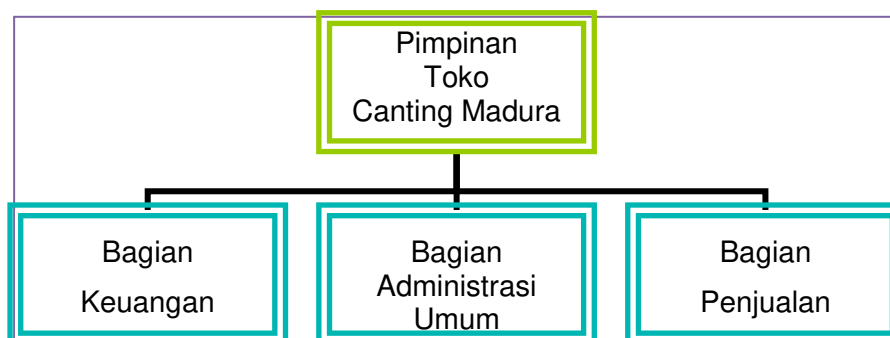 Pimpinan
Toko
Canting Madura
Bagian
Keuangan
Bagian
Administrasi
Umum
Bagian
Penjualan